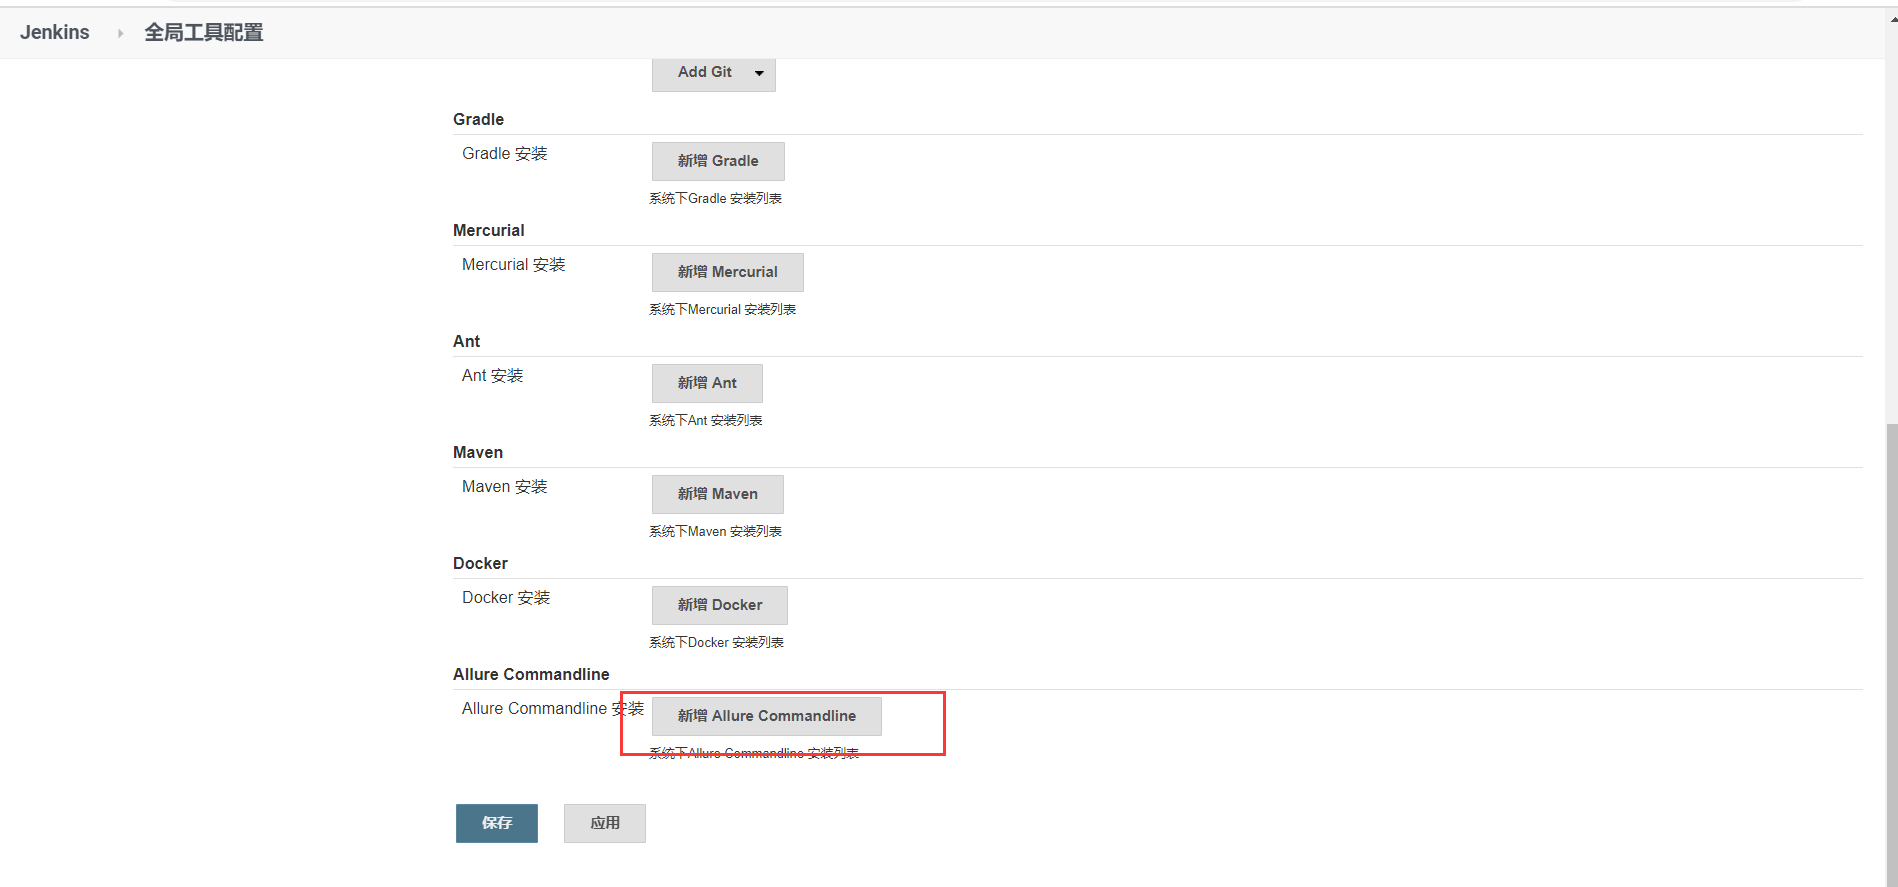 Jenkins 全局工具配置
Add Git
Gradle
Gradle 安装 新增 Gradle
系统下Gradle 安装列表
Mercurial
Mercurial 安装 新增 Mercurial
系统下Mercurial 安装列表
Ant
Ant 安装 新增 Ant
系统下Ant 安装列表
Maven
Maven 安装 新增 Maven
系统下Maven 安装列表
Docker
Docker 安装 新增 Docker
系统下Docker 安装列表
Allure Commandline
Allure Commandline 安装 新增 Allure Commandline
系统下Allure Commandline 安装列表
保存 应用